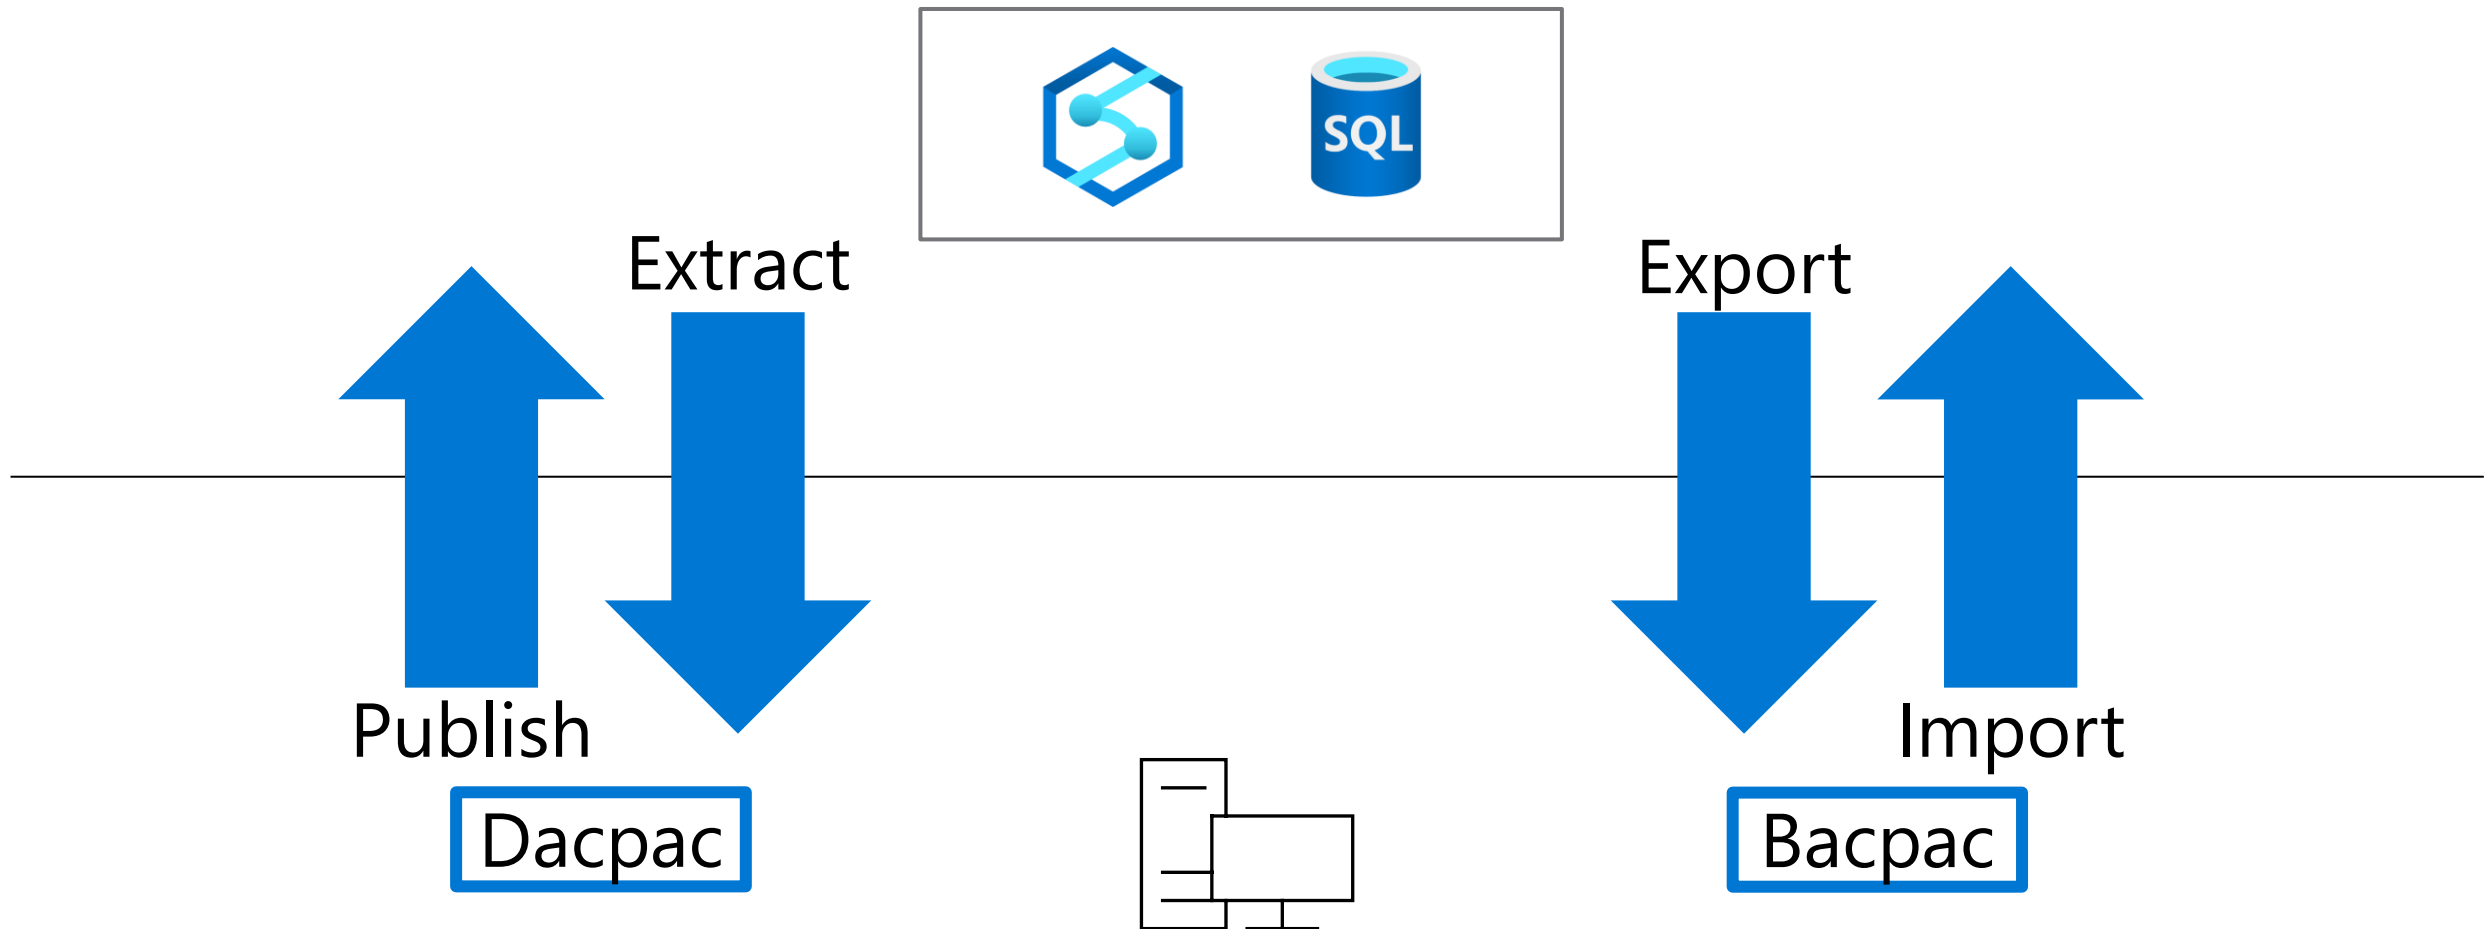 SQL
Extract
Export
Publish
Import
Dacpac
Bacpac